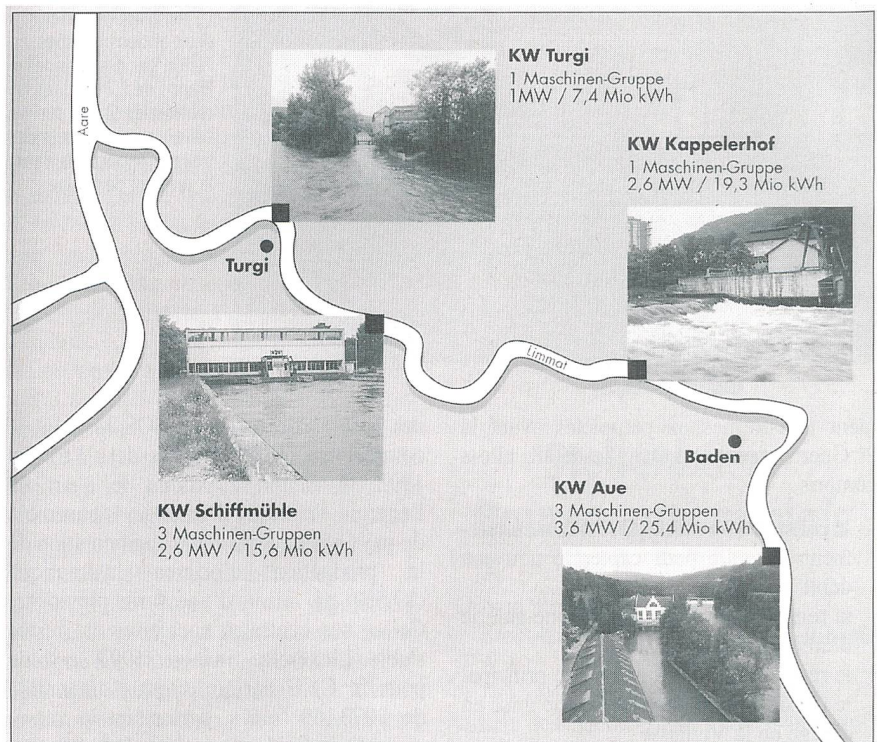 Aare
KW Turgi
1 Maschinen-Gruppe
1MW / 7,4 Mio kWh
KW Kappelerhof
1 Maschinen-Gruppe
2,6 MW / 19,3 Mio kWh
Turgi
Limmat
Baden
KW Schiffmühle
3 Maschinen-Gruppen
2,6 MW / 15,6 Mio kWh
KW Aue
3 Maschinen-Gruppen
3,6 MW / 25,4 Mio kWh